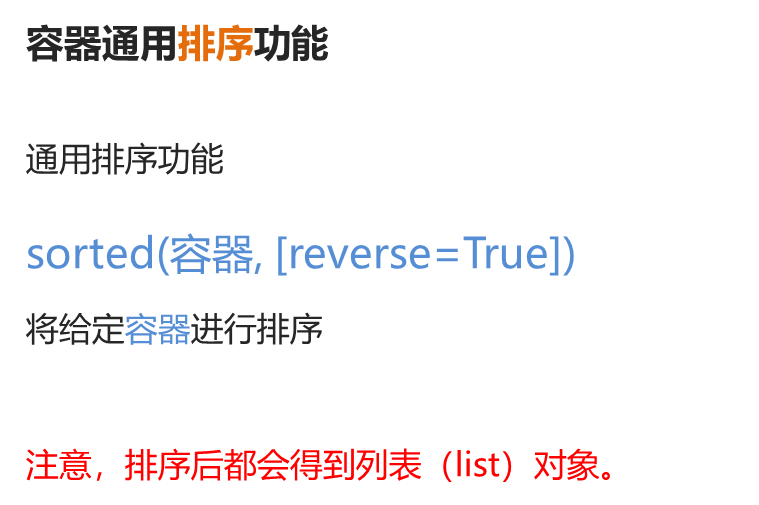 容器通用排序功能
通用排序功能
sorted(容器, [reverse=True])
将给定容器进行排序
注意，排序后都会得到列表（list）对象。